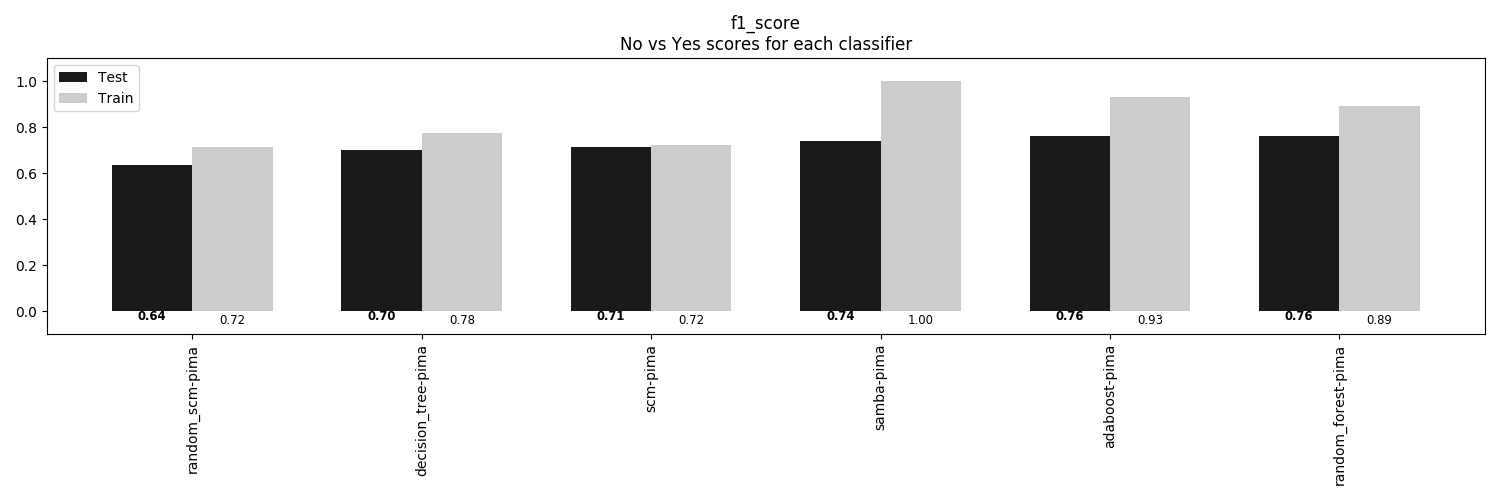 f1_score
No vs Yes scores for each classifier
Test
Train
1.0
0.8
0.6
0.4
0.2
0.0
0.64 0.72 0.70 0.78 0.71 0.72 0.74 1.00 0.76 0.93 0.76 0.89
random_scm-pima
decision_tree-pima
scm-pima
samba-pima
adaboost-pima
random_forest-pima